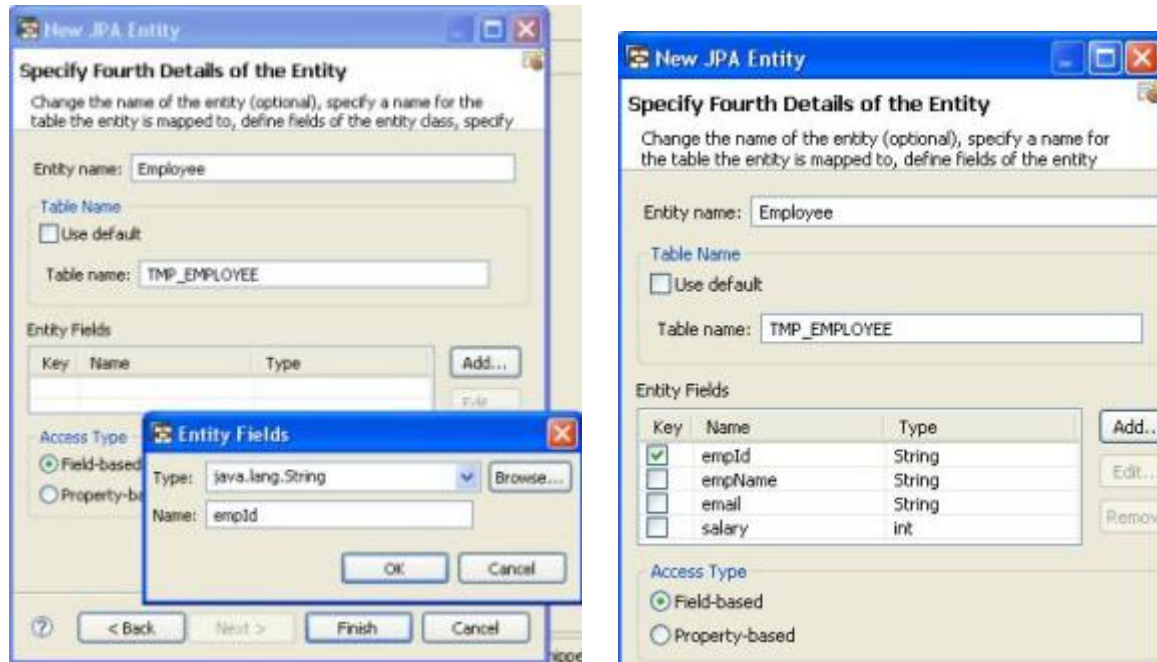 New JPA Entity
Specify Fourth Details of the Entity
Change the name of the entity (optional), specify a name for the
table the entity is mapped to, define fields of the entity class, specify
Entity name: Employee
Table Name
Use default
Table name: TMP_EMPLOYEE
Entity Fields
Key Name Type
Add...
Edit
Access Type
Field-based
Property-ba
Entity Fields
Type: java.lang.String Browse...
Name: empId
OK Cancel
< Back Next > Finish Cancel
New JPA Entity
Specify Fourth Details of the Entity
Change the name of the entity (optional), specify a name for
the table the entity is mapped to, define fields of the entity
Entity name: Employee
Table Name
Use default
Table name: TMP_EMPLOYEE
Entity Fields
Key Name Type Add..
empId String
empName String Edit...
email String
salary int Remov
Access Type
Field-based
Property-based